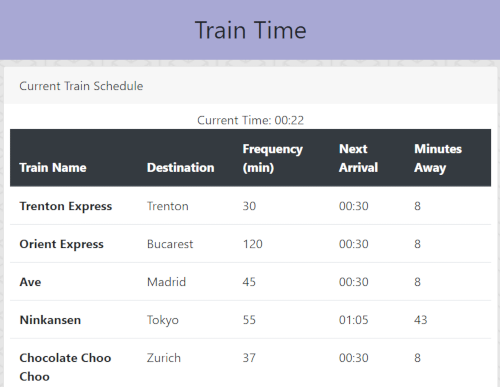 Train Time
Current Train Schedule
Current Time: 00:22
Train Name Destination Frequency (min) Next Arrival Minutes Away
Trenton Express Trenton 30 00:30 8
Orient Express Bucarest 120 00:30 8
Ave Madrid 45 00:30 8
Ninkansen Tokyo 55 01:05 43
Chocolate Choo Choo Zurich 37 00:30 8